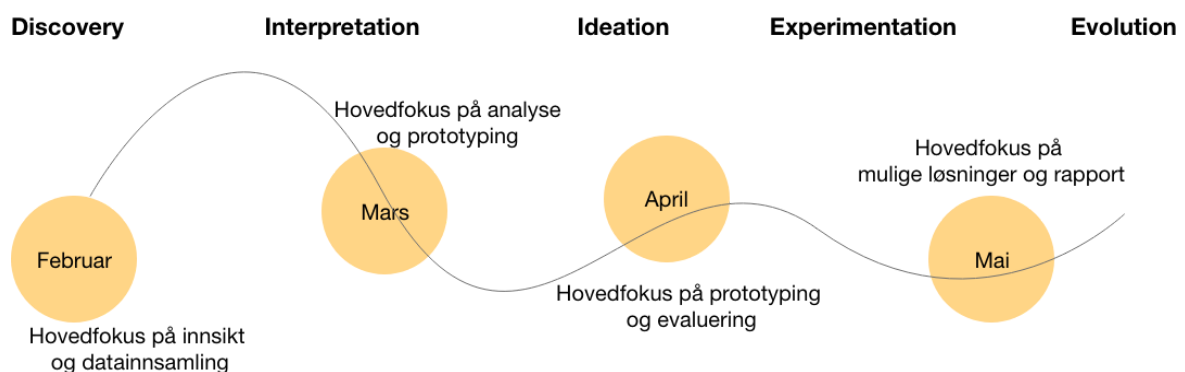 Discovery
Interpretation
Ideation
Experimentation
Evolution
Februar
Hovedfokus på innsikt
og datainnsamling
Hovedfokus på analyse
og prototyping
Mars
April
Hovedfokus på prototyping
og evaluering
Hovedfokus på
mulige løsninger og rapport
Mai